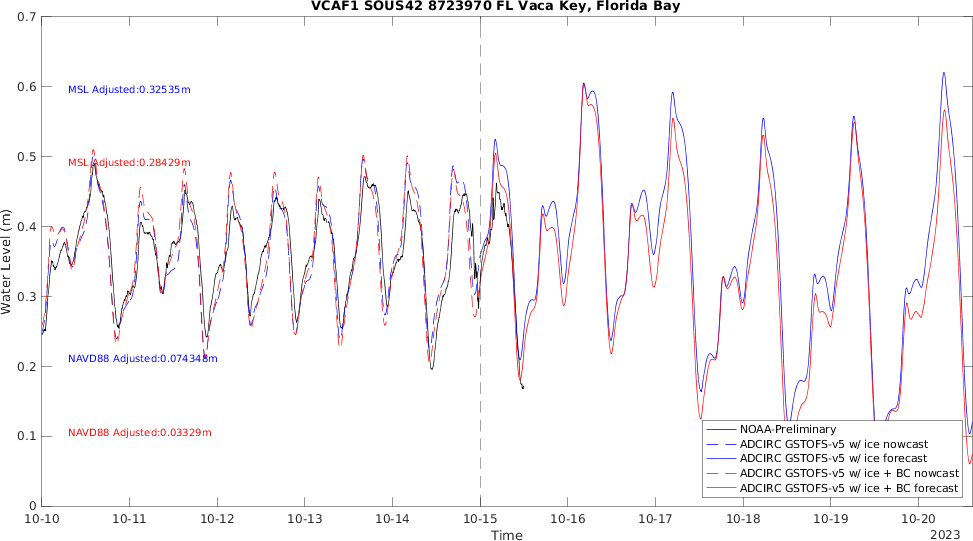 VCAF1 SOUS42 8723970 FL Vaca Key, Florida Bay
0.7
0.6
0.5
0.4
0.3
0.2
0.1
0
Water Level (m)
MSL Adjusted:0.32535m
MSL Adjusted:0.28429m
NAVD88 Adjusted:0.074348m
NAVD88 Adjusted:0.03329m
NOAA-Preliminary
ADCIRC GSTOFS-v5 w/ ice nowcast
ADCIRC GSTOFS-v5 w/ ice forecast
ADCIRC GSTOFS-v5 w/ ice + BC nowcast
ADCIRC GSTOFS-v5 w/ ice + BC forecast
10-10 10-11 10-12 10-13 10-14 10-15 10-16 10-17 10-18 10-19 10-20
Time
2023